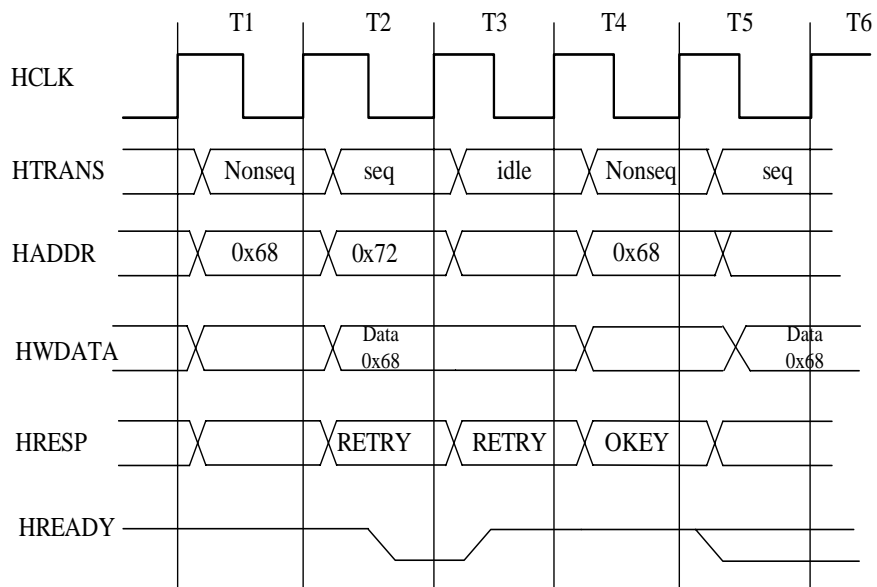 T1 T2 T3 T4 T5 T6
HCLK
HTRANS Nonseq seq idle Nonseq seq
HADDR 0x68 0x72 0x68
HWDATA Data 0x68 Data 0x68
HRESP RETRY RETRY OKEY
HREADY